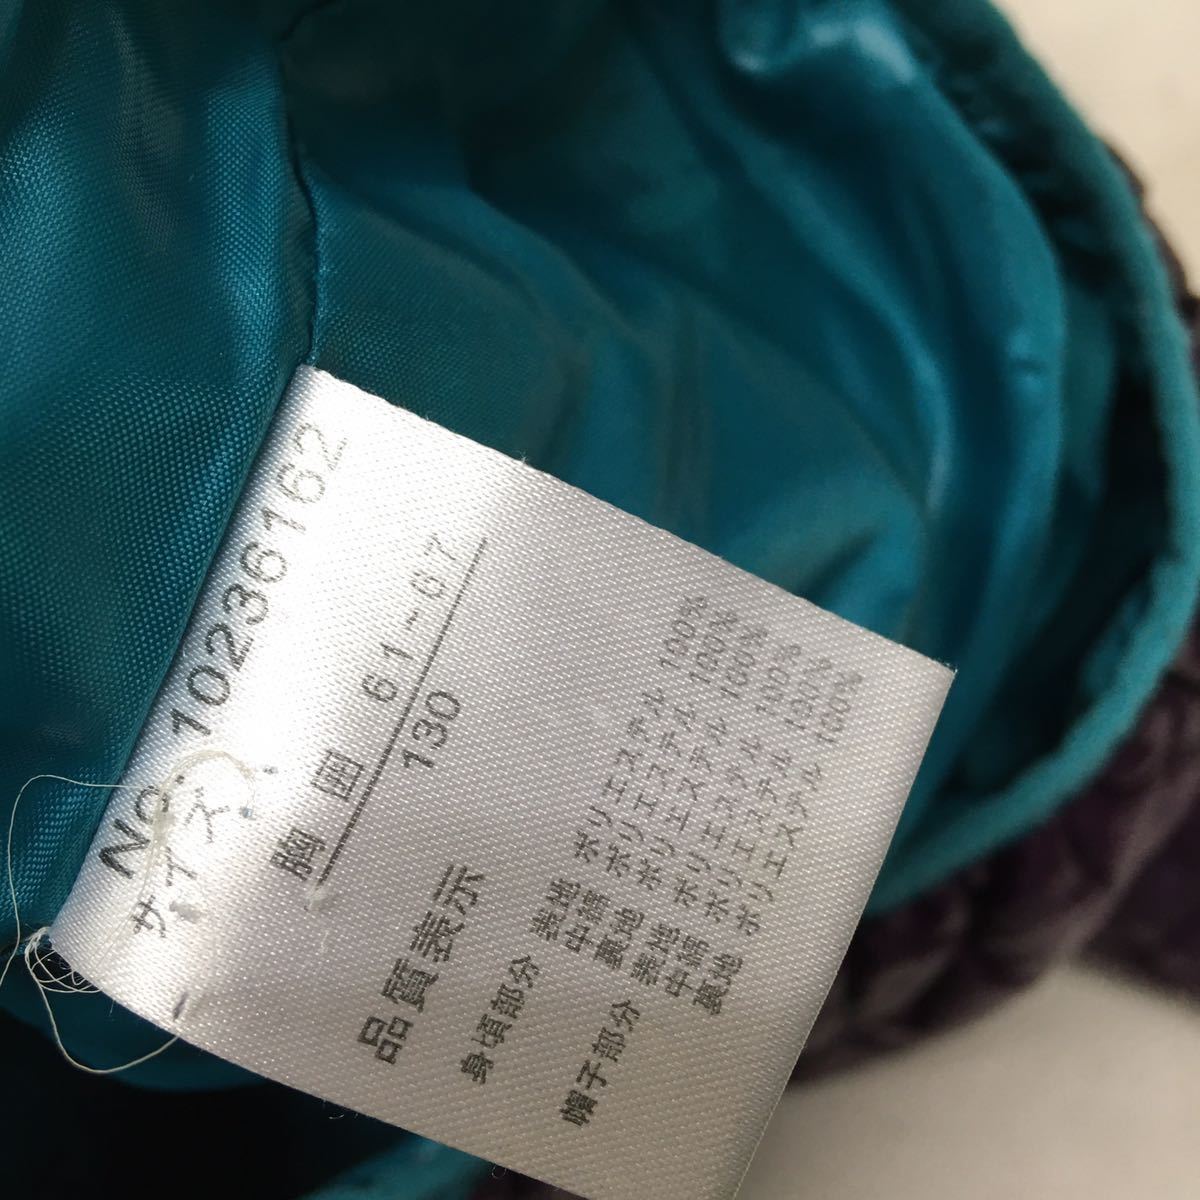 No. 10236162
サイズ
胸囲 61-67
130
品質表示
身頃部分 表地 ポリエステル 100%
中綿 ポリエステル 100%
裏地 ポリエステル 100%
帽子部分 表地 ポリエステル 100%
中綿 ポリエステル 100%
裏地 ポリエステル 100%